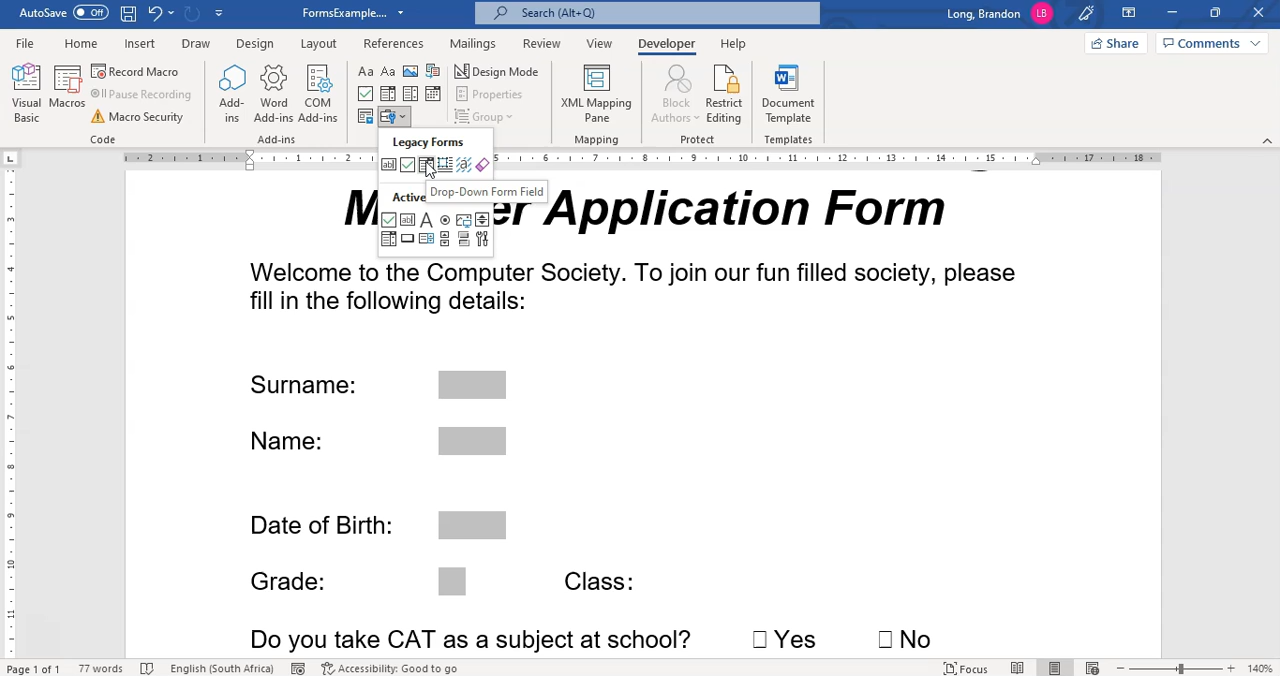 AutoSave Off FormsExample.... Search (Alt+Q) Long, Brandon LB
File Home Insert Draw Design Layout References Mailings Review View Developer Help Share Comments
Visual Basic
Macros
Record Macro
Pause Recording
Macro Security
Code
Add-ins
Word Add-ins
COM Add-ins
Add-ins
Aa Aa
Design Mode
Properties
Group
XML Mapping Pane
Mapping
Block Authors
Restrict Editing
Protect
Document Template
Templates
Legacy Forms
Drop-Down Form Field
Active
Application Form
Welcome to the Computer Society. To join our fun filled society, please
fill in the following details:
Surname:
Name:
Date of Birth:
Grade: Class:
Do you take CAT as a subject at school? Yes No
Page 1 of 1 77 words English (South Africa) Accessibility: Good to go Focus 140%